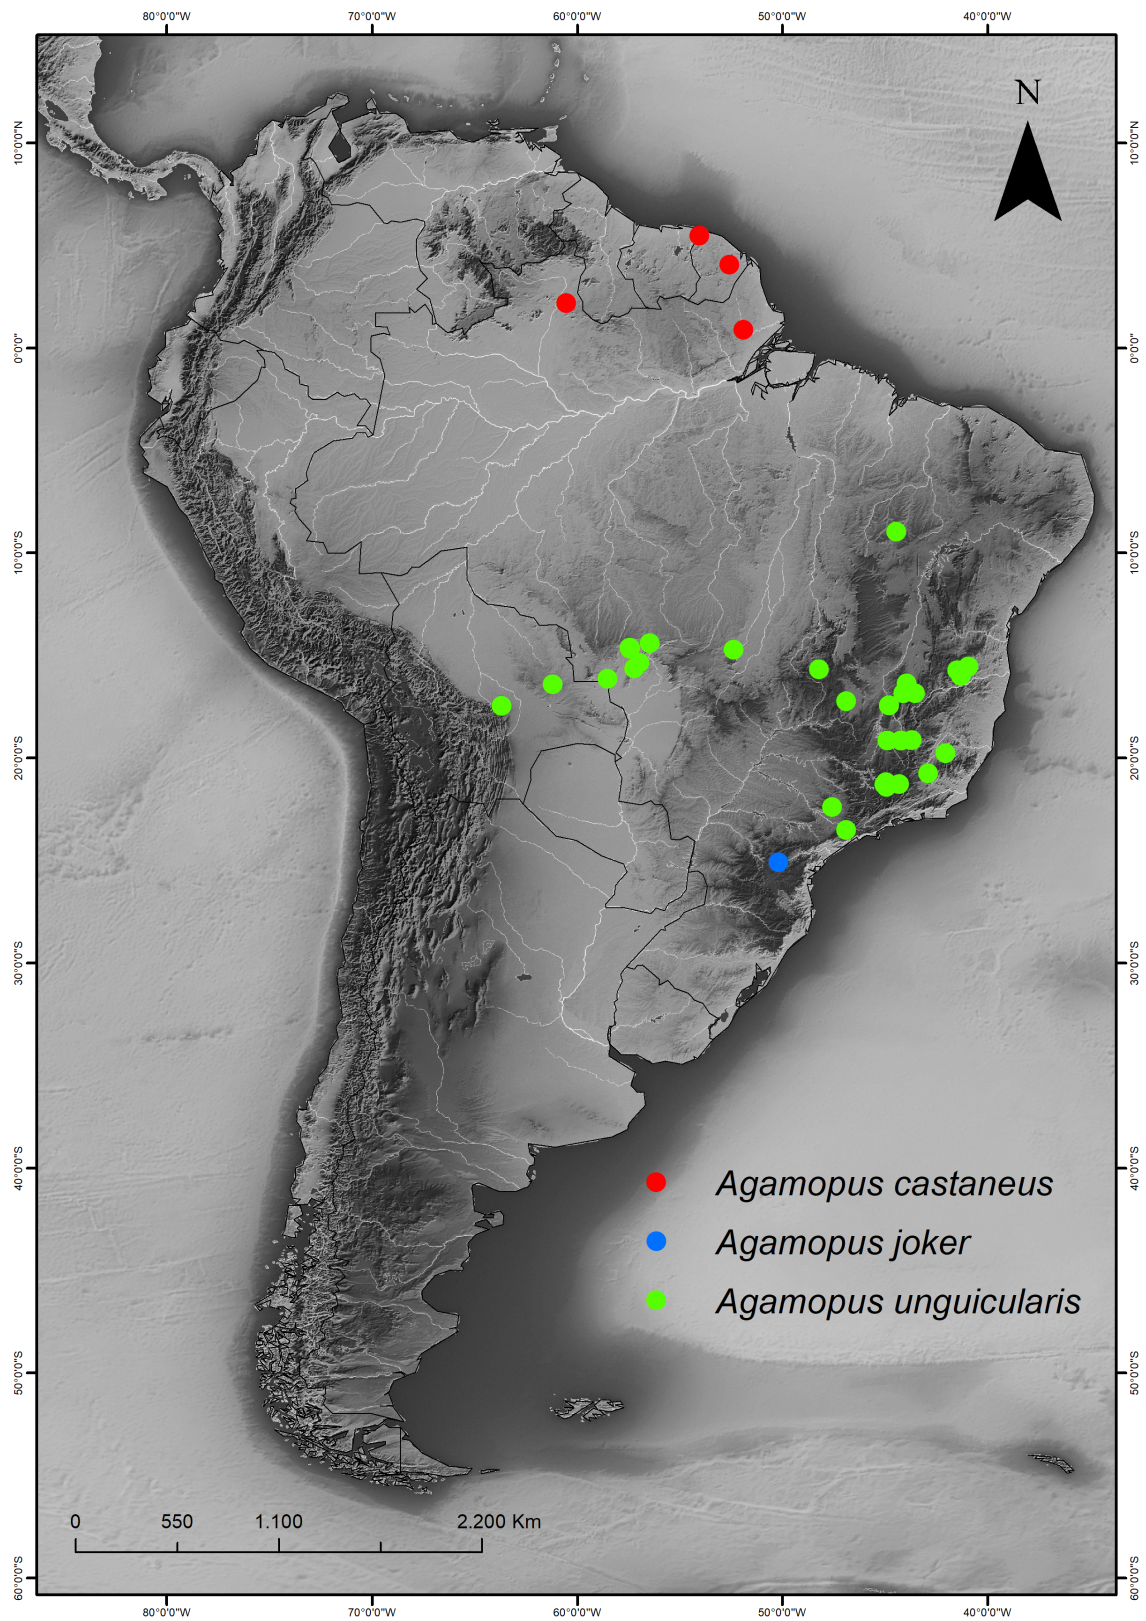 80°0'0"W 70°0'0"W 60°0'0"W 50°0'0"W 40°0'0"W
N
10°0'0"N 10°0'0"N
0°0'0" 0°0'0"
10°0'0"S 10°0'0"S
20°0'0"S 20°0'0"S
30°0'0"S 30°0'0"S
40°0'0"S 40°0'0"S
Agamopus castaneus
Agamopus joker
Agamopus unguicularis
50°0'0"S 50°0'0"S
0 550 1.100 2.200 Km
60°0'0"S 60°0'0"S
80°0'0"W 70°0'0"W 60°0'0"W 50°0'0"W 40°0'0"W